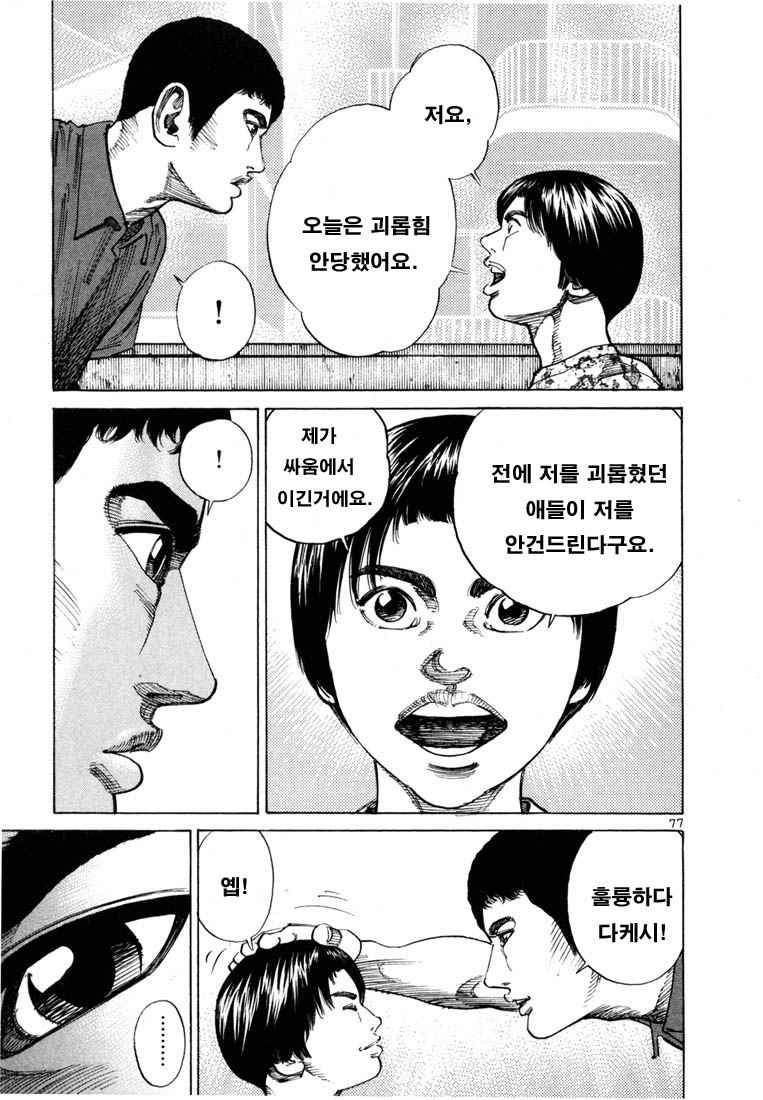 저요,
오늘은 괴롭힘
안당했어요.
!
전에 저를 괴롭혔던
애들이 저를
안건드린다구요.
제가
싸움에서
이긴거에요.
!
77
훌륭하다
다케시!
옙!
………